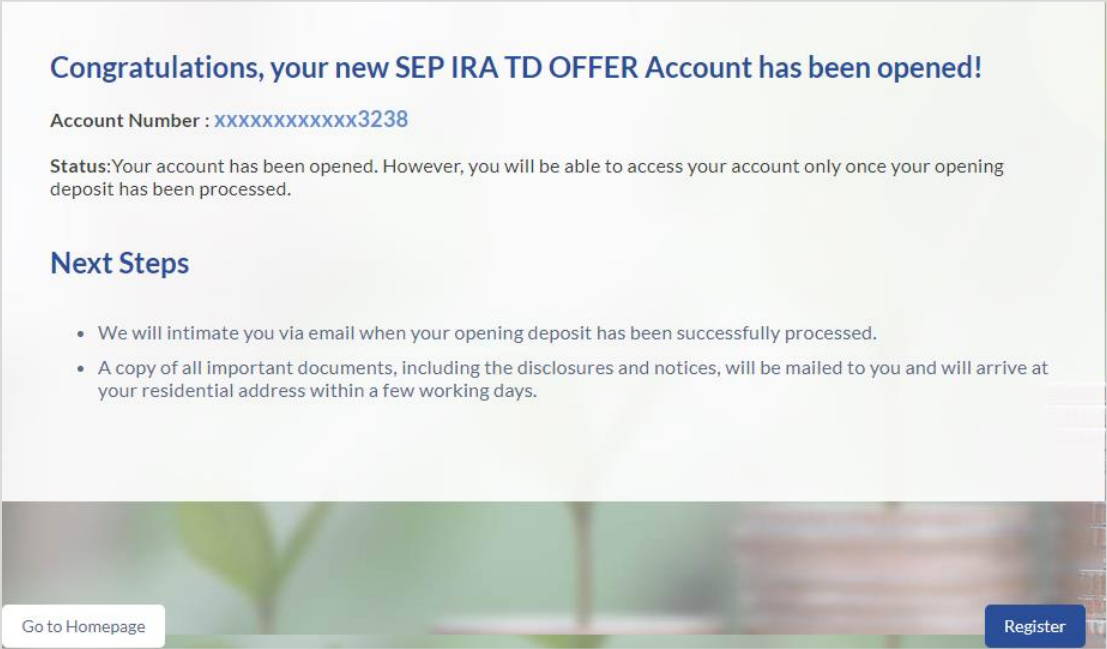 Congratulations, your new SEP IRA TD OFFER Account has been opened!
Account Number : xxxxxxxxxxxx3238
Status:Your account has been opened. However, you will be able to access your account only once your opening
deposit has been processed.
Next Steps
• We will intimate you via email when your opening deposit has been successfully processed.
• A copy of all important documents, including the disclosures and notices, will be mailed to you and will arrive at
your residential address within a few working days.
Go to Homepage
Register